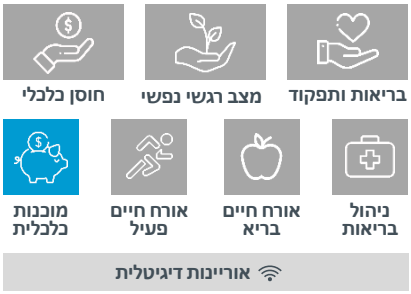 בריאות ותפקוד
מצב רגשי נפשי
חוסן כלכלי
ניהול
בריאות
אורח חיים
בריא
אורח חיים
פעיל
מוכנות
כלכלית
אוריינות דיגיטלית